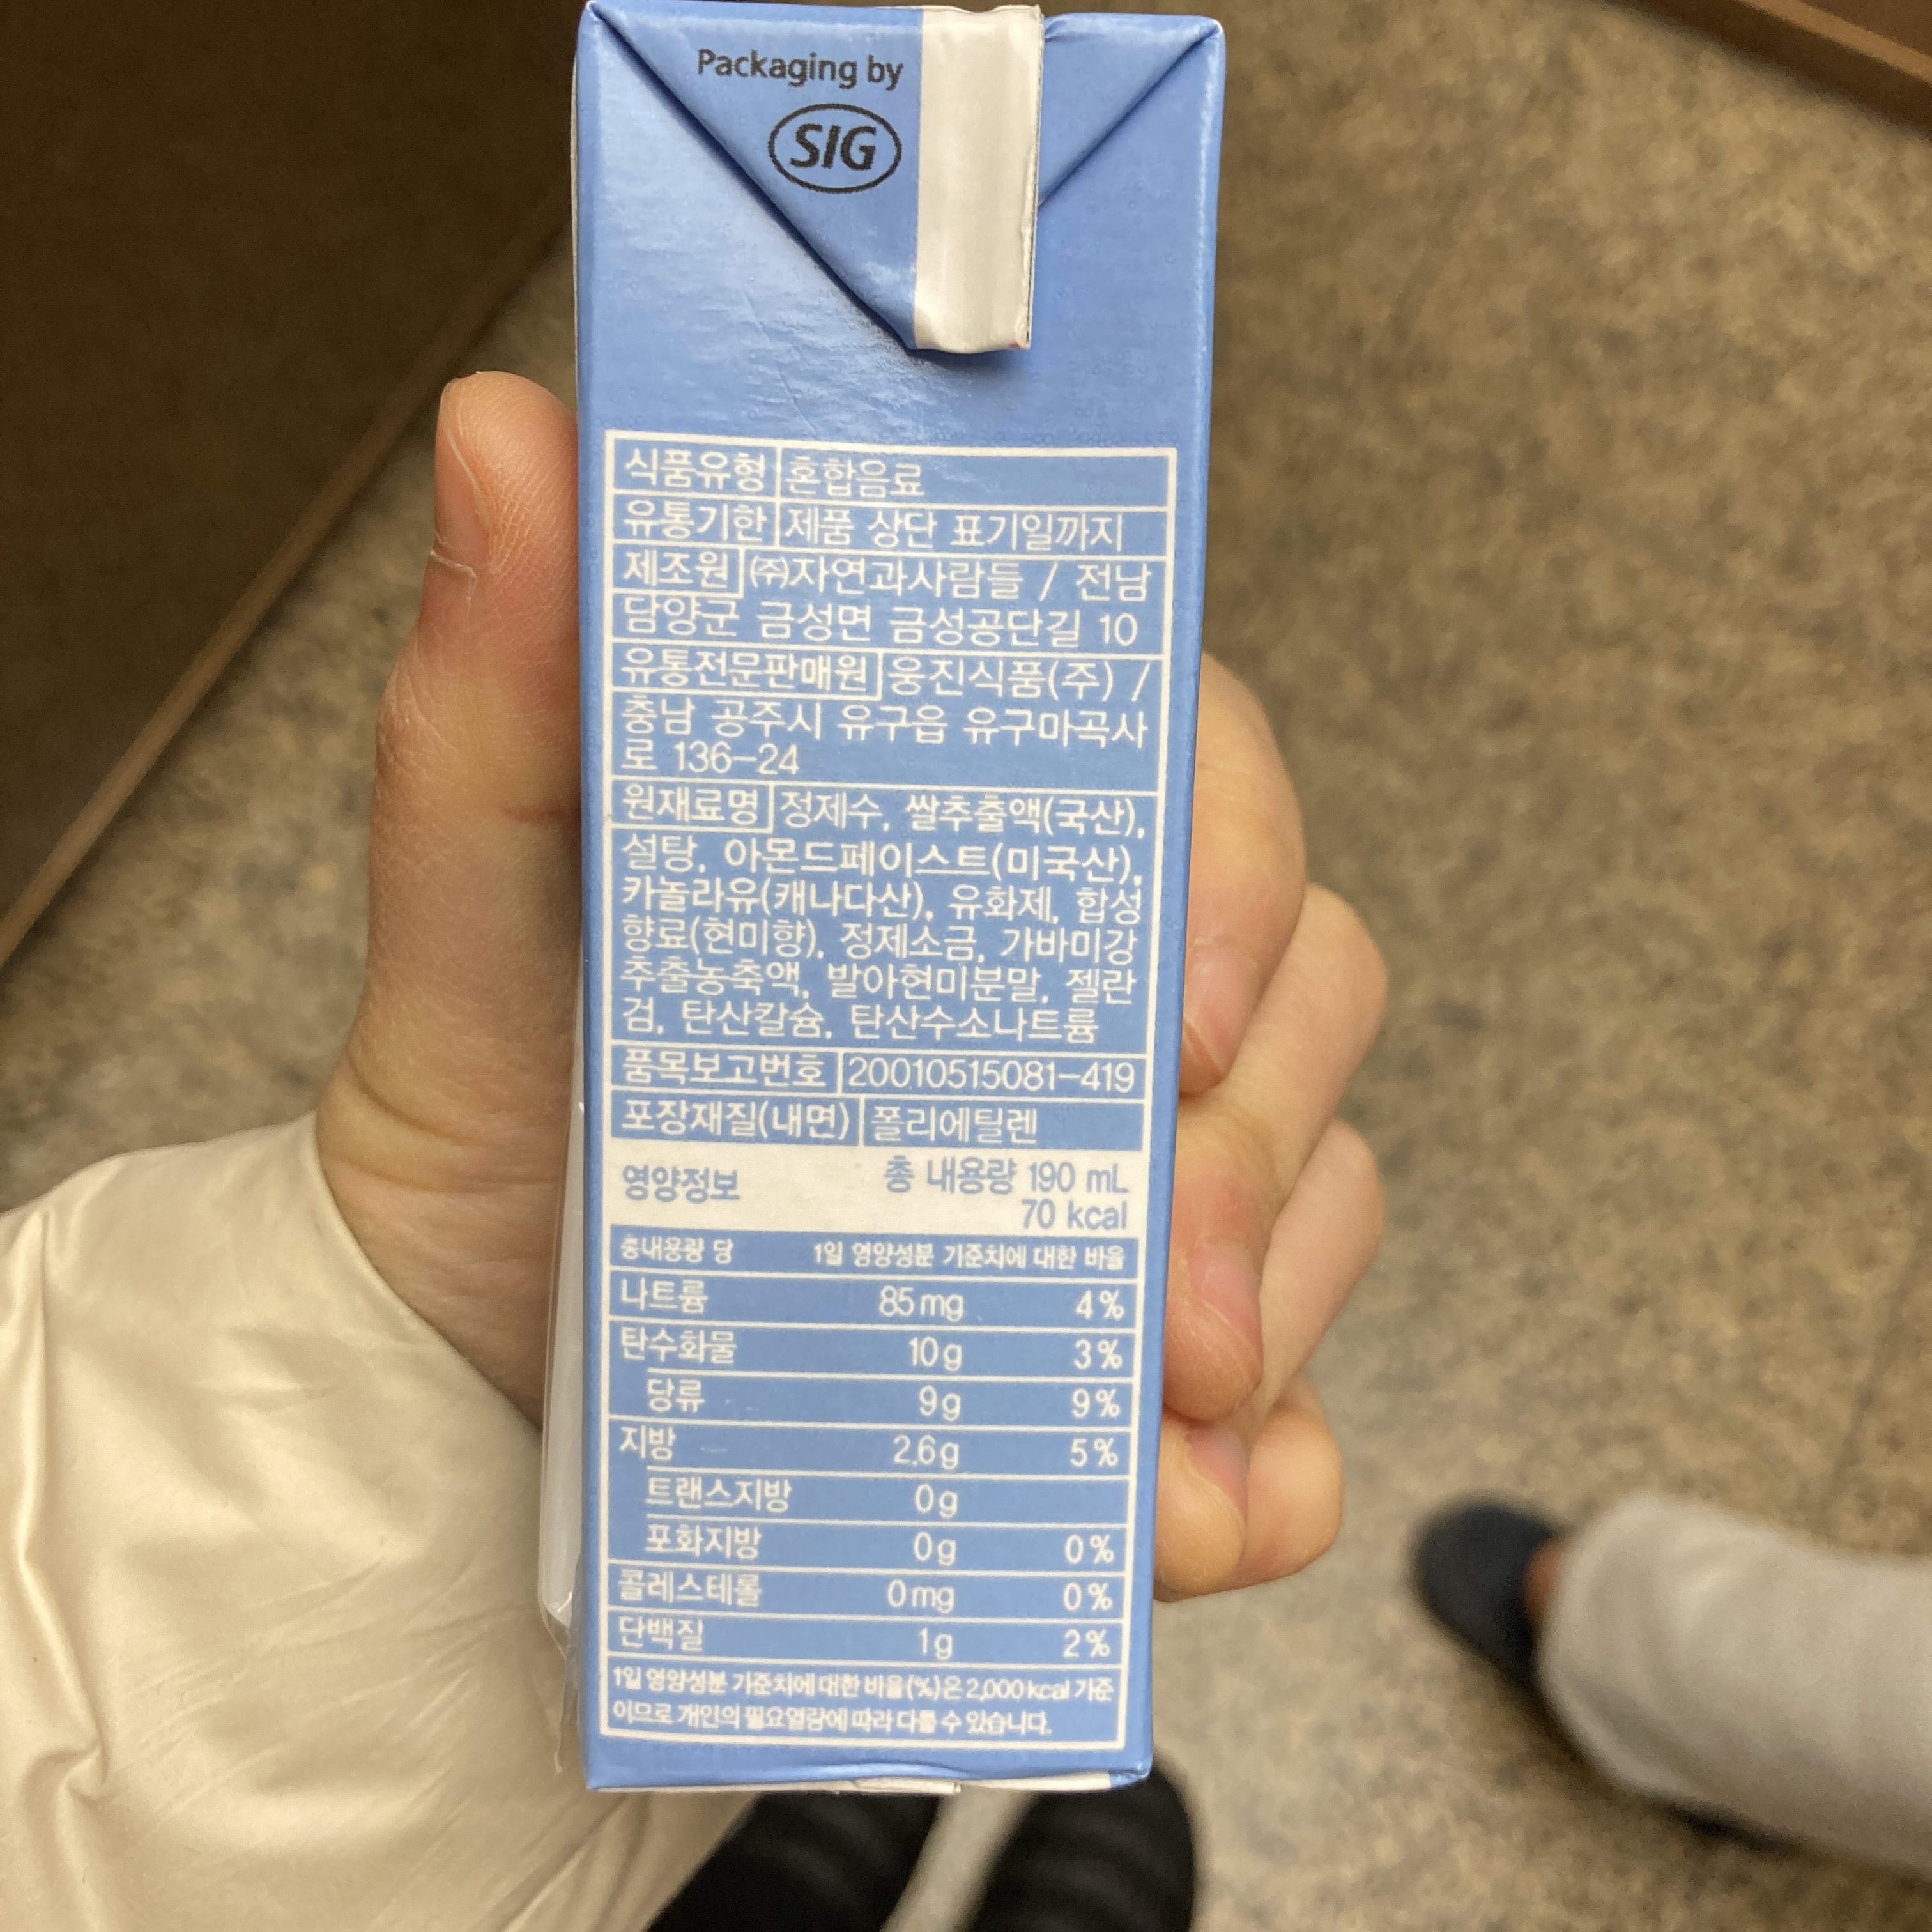 Packaging by
SIG
식품유형 혼합음료
유통기한 제품 상단 표기일까지
제조원 ㈜자연과사람들 / 전남
담양군 금성면 금성공단길 10
유통전문판매원 웅진식품(주) /
충남 공주시 유구읍 유구마곡사
로 136-24
원재료명 정제수, 쌀추출액(국산),
설탕, 아몬드페이스트(미국산),
카놀라유(캐나다산), 유화제, 합성
향료(현미향), 정제소금, 가바미강
추출농축액, 발아현미분말, 젤란
검, 탄산칼슘, 탄산수소나트륨
품목보고번호 20010515081-419
포장재질(내면) 폴리에틸렌
영양정보 총 내용량 190 mL
70 kcal
총내용량 당 1일 영양성분 기준치에 대한 비율
나트륨 85 mg 4 %
탄수화물 10 g 3 %
당류 9 g 9 %
지방 2.6 g 5 %
트랜스지방 0 g
포화지방 0 g 0 %
콜레스테롤 0 mg 0 %
단백질 1 g 2 %
1일 영양성분 기준치에 대한 비율(%)은 2,000 kcal 기준
이므로 개인의 필요 열량에 따라 다를 수 있습니다.